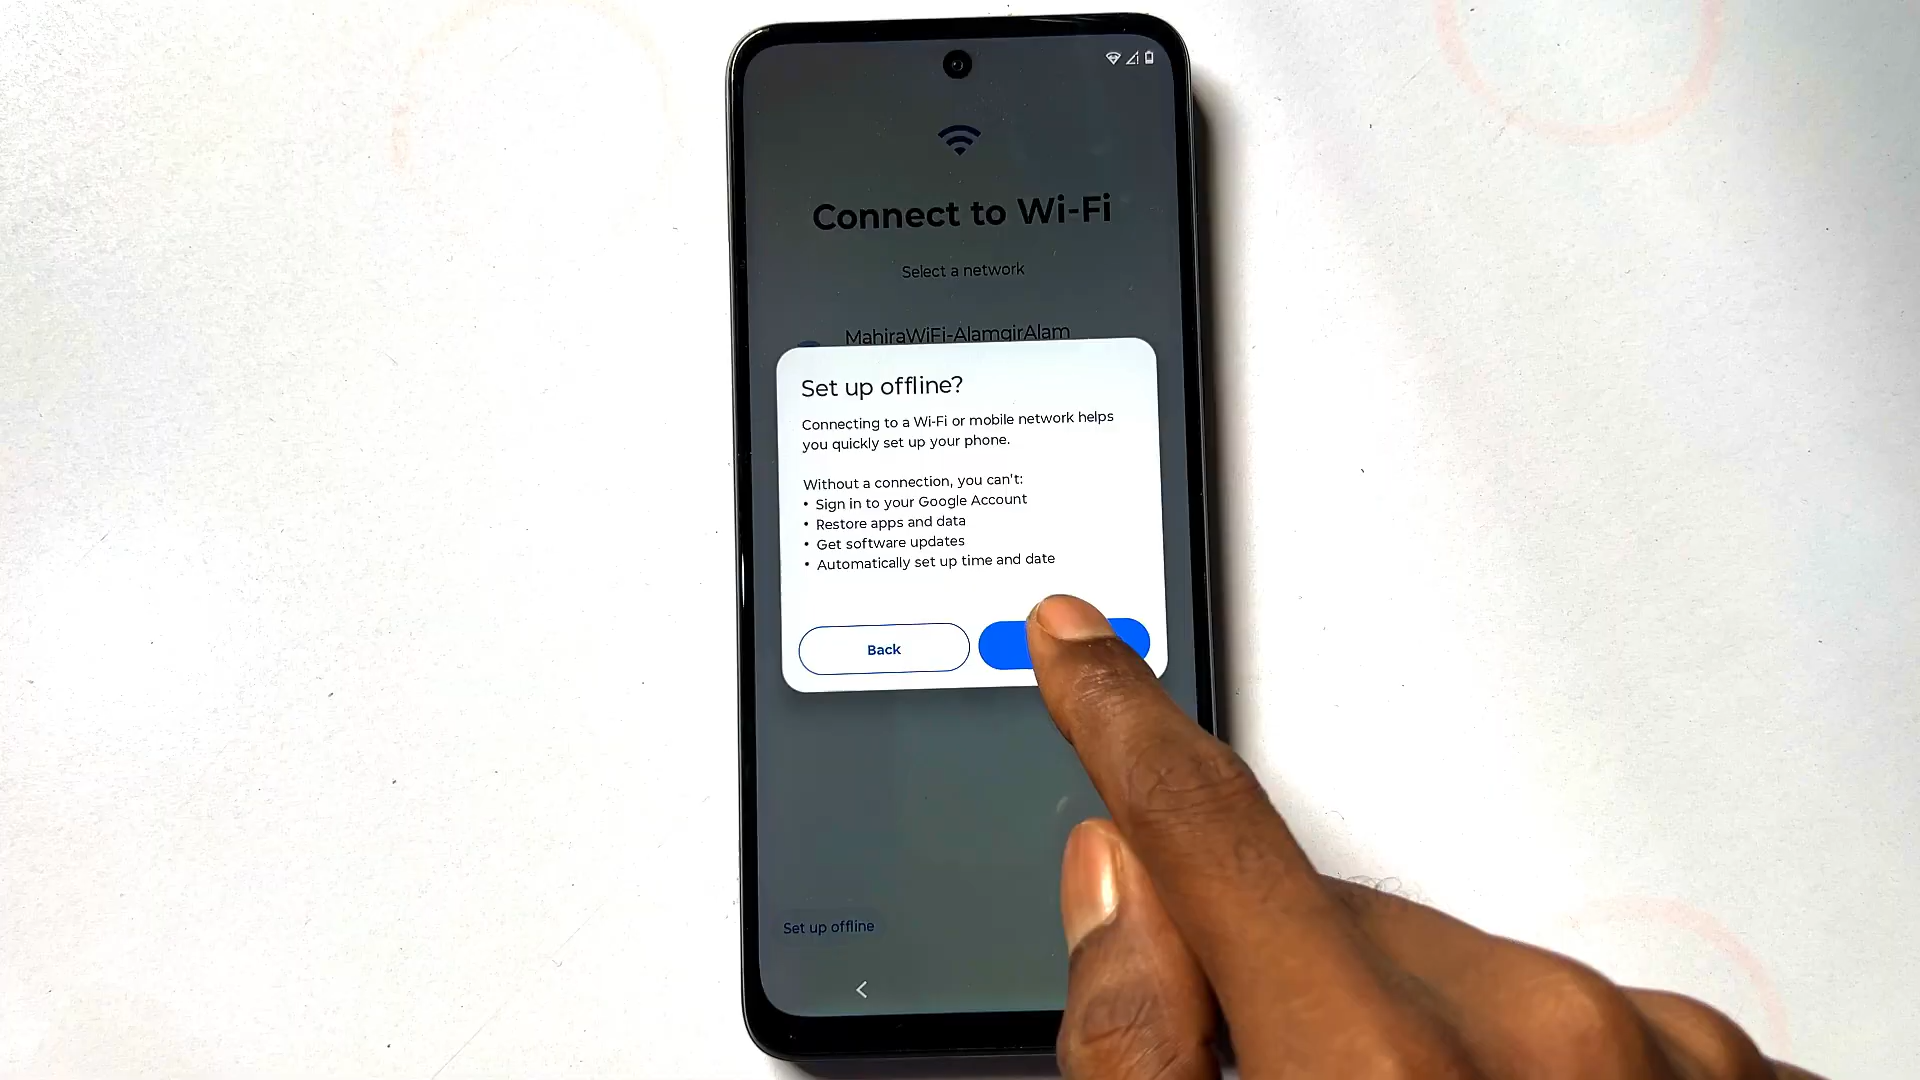 Connect to Wi-Fi
Select a network
MahiraWiFi-AlamgirAlam
Set up offline?
Connecting to a Wi-Fi or mobile network helps
you quickly set up your phone.
Without a connection, you can't:
• Sign in to your Google Account
• Restore apps and data
• Get software updates
• Automatically set up time and date
Back
Set up offline